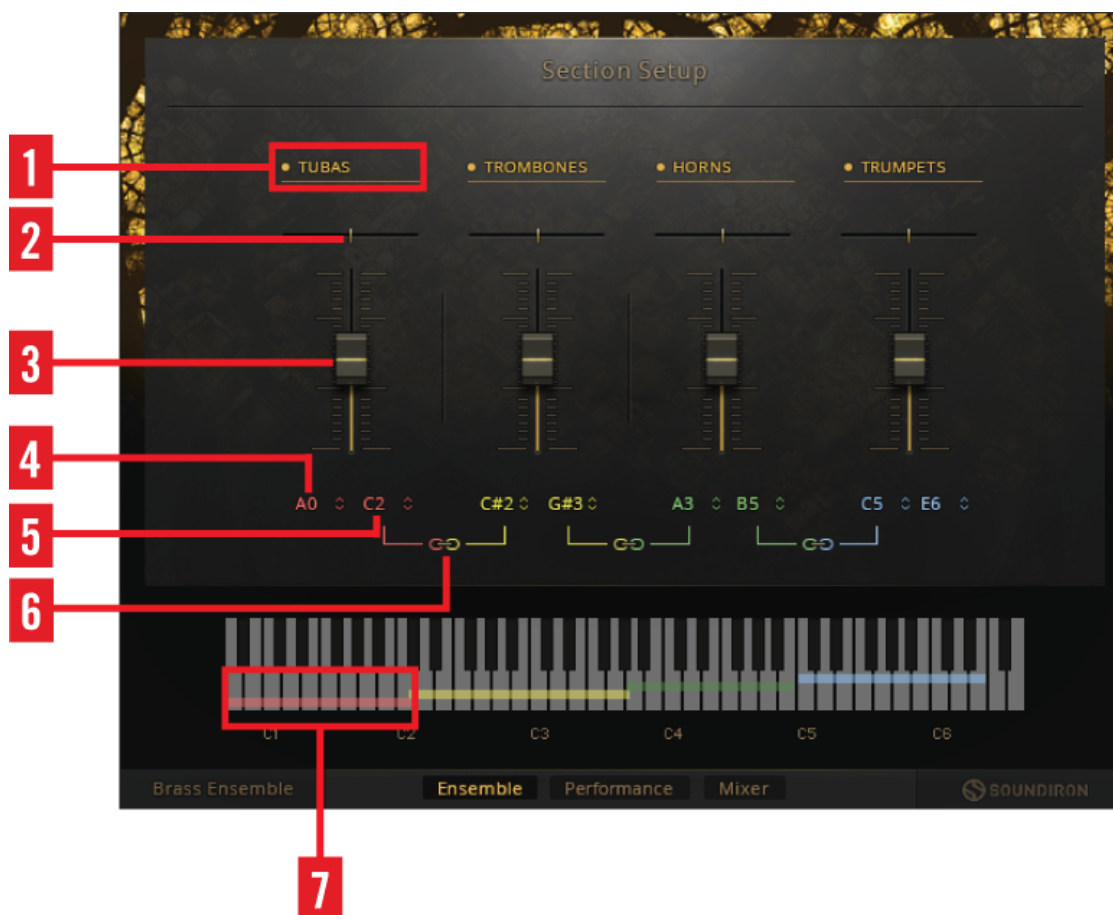 Section Setup
1
TUBAS
TROMBONES
HORNS
TRUMPETS
2
3
4
A0 C2 C#2 G#3 A3 B5 C5 E6
5
6
C1 C2 C3 C4 C5 C6
Brass Ensemble
Ensemble
Performance
Mixer
SOUNDIRON
7